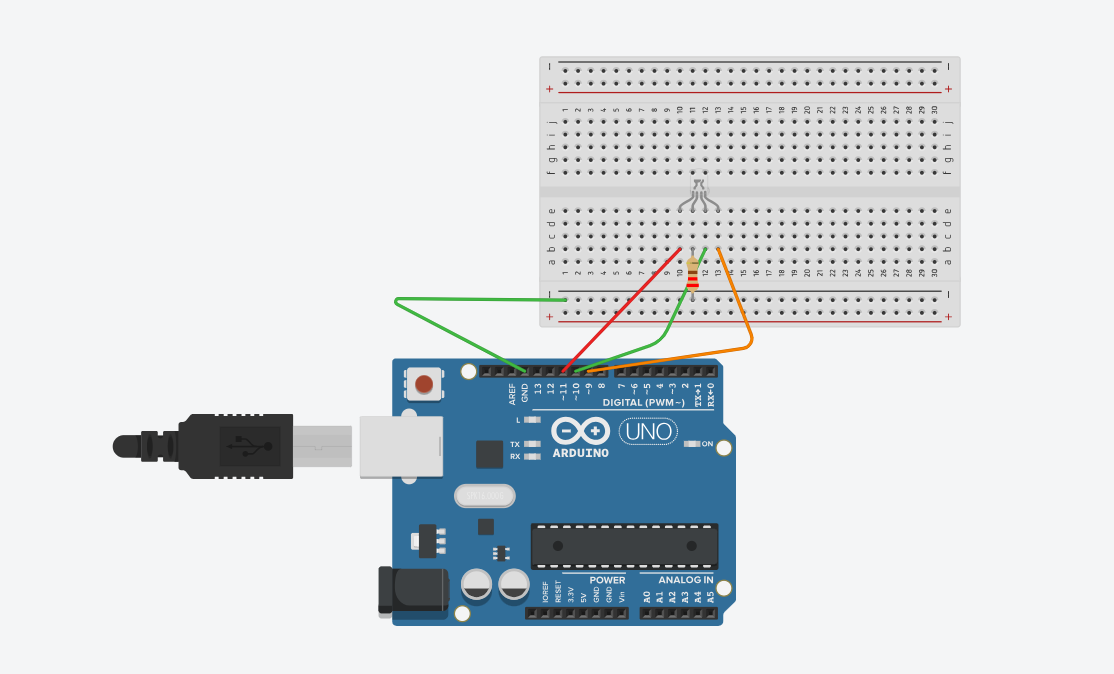 − −
+ +
1 2 3 4 5 6 7 8 9 10 11 12 13 14 15 16 17 18 19 20 21 22 23 24 25 26 27 28 29 30
j j
i i
h h
g g
f f
e e
d d
c c
b b
a a
1 2 3 4 5 6 7 8 9 10 11 12 13 14 15 16 17 18 19 20 21 22 23 24 25 26 27 28 29 30
− −
+ +
AREF GND 13 12 ~11 ~10 ~9 8 7 ~6 ~5 4 ~3 2 TX→1 RX←0
DIGITAL (PWM~)
L
TX
RX
UNO
ARDUINO
ON
POWER ANALOG IN
IOREF RESET 3.3V 5V GND GND Vin A0 A1 A2 A3 A4 A5